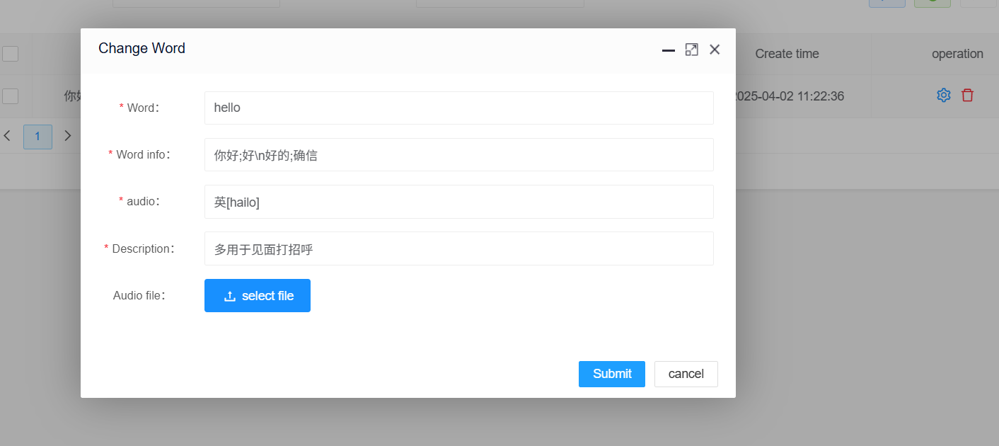 Change Word
Create time
operation
你好
2025-04-02 11:22:36
1
* Word：
hello
* Word info：
你好;好\n好的;确信
* audio：
英[hailo]
* Description：
多用于见面打招呼
Audio file：
select file
Submit
cancel